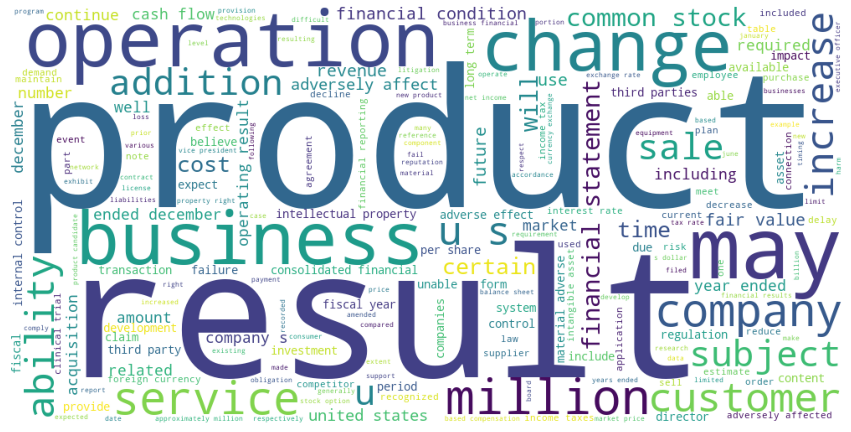 program
continue
cash flow
technologies
provision
difficult
resulting
level
financial condition
business financial
portion
common stock
included
table
january
required
impact
executive officer
operation
change
demand
maintain
number
addition
revenue
adversely affect
litigation
operate
long term
will
use
exchange rate
employee
available
purchase
businesses
increase
december
well
loss
prior
event
various
part
note
effect
believe
decline
new product
net income
many
reference
component
third parties
able
product
cost
expect
vice president
following
operating result
financial reporting
agreement
fail
reputation
material
respect
equipment
accordance
future
income tax
currency exchange
financial statement
sale
based
plan
including
asset
connection
example
new
timing
june
meet
harm
network
exhibit
contract
license
liabilities
property right
case
ended december
intellectual property
adverse effect
interest rate
requirement
decrease
limit
current
tax rate
fair value
delay
internal control
product candidate
business
u s
market
used
per share
time
due
risk
s dollar
filed
one
billion
may
ability
transaction
failure
consolidated financial
certain
unable
form
material adverse
intangible asset
develop
year ended
financial results
result
right
payment
price
balance sheet
increased
fiscal year
amended
compared
recorded
consumer
comply
clinical trial
amount
development
claim
third party
company s
investment
existing
companies
system
control
law
supplier
include
application
regulation
reduce
make
company
research
data
subject
fiscal
acquisition
related
foreign currency
report
provide
obligation
competitor
generally
made
support
stock option
u
period
extent
recognized
board
years ended
sell
limited
estimate
order
content
service
million
customer
director
adversely affected
expected
date
approximately million
respectively
united states
based compensation
income taxes
market price